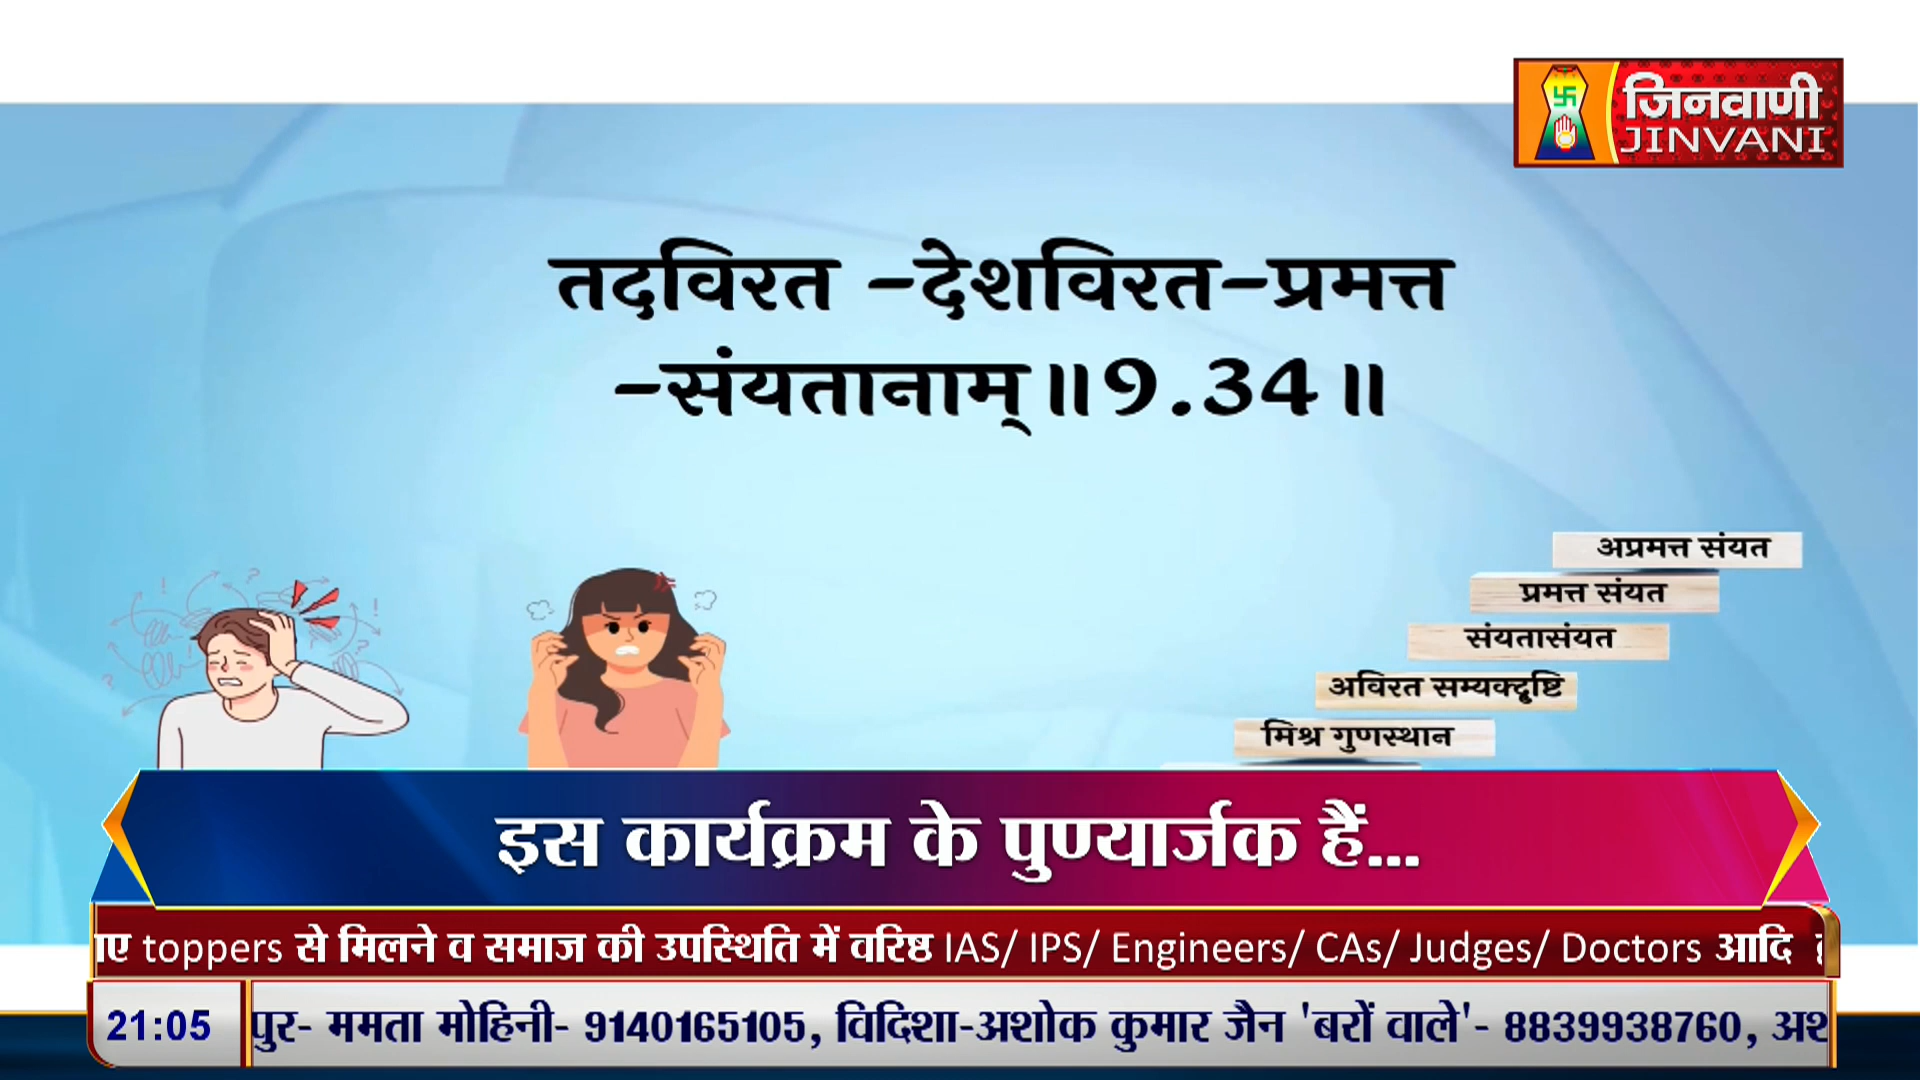 जिनवाणी
JINVANI
तदविरत -देशविरत-प्रमत्त
-संयतानाम्॥9.34॥
अप्रमत्त संयत
प्रमत्त संयत
संयतासंयत
अविरत सम्यक्दृष्टि
मिश्र गुणस्थान
इस कार्यक्रम के पुण्यार्जक हैं...
toppers से मिलने व समाज की उपस्थिति में वरिष्ठ IAS/ IPS/ Engineers/ CAs/ Judges/ Doctors आदि
21:05
पुर- ममता मोहिनी- 9140165105, विदिशा-अशोक कुमार जैन 'बरों वाले'- 8839938760,